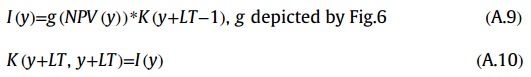 I(y)=g(NPV(y))*K(y+LT−1), g depicted by Fig.6 (A.9)
K(y+LT, y+LT)=I(y) (A.10)